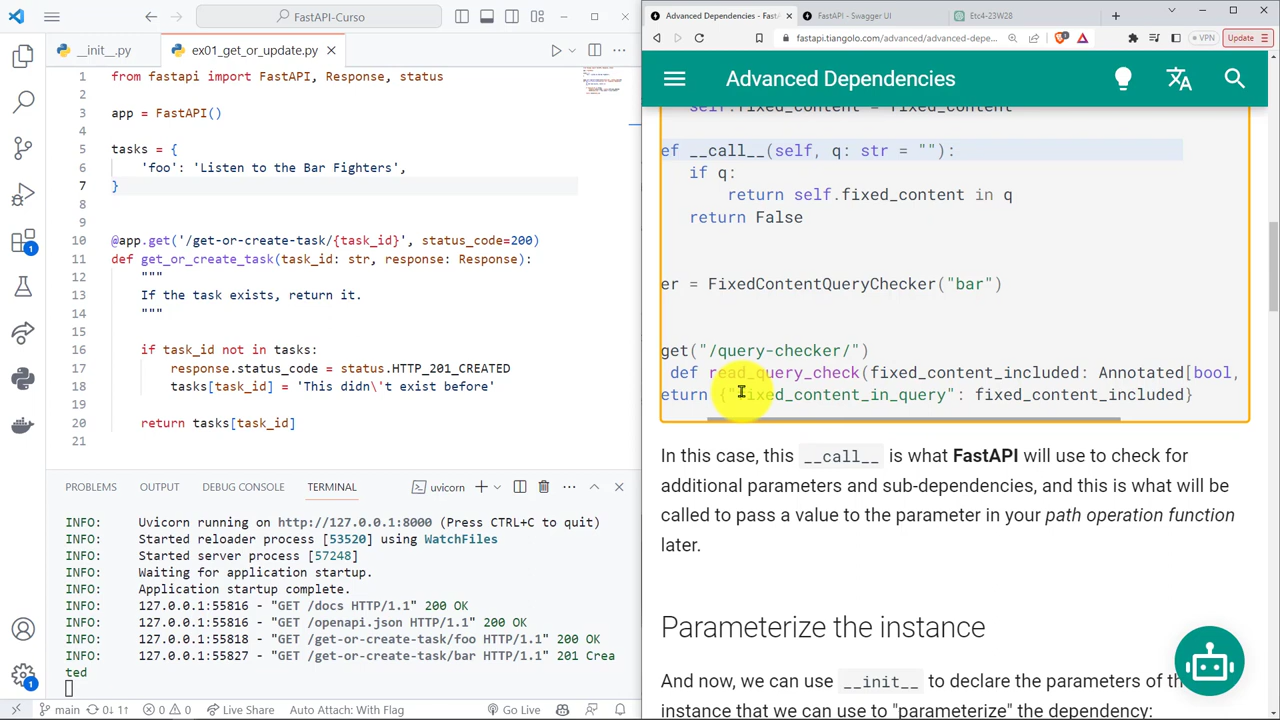 FastAPI-Curso
__init__.py
ex01_get_or_update.py
1 from fastapi import FastAPI, Response, status
2
3 app = FastAPI()
4
5 tasks = {
6 'foo': 'Listen to the Bar Fighters',
7 }
8
9
10 @app.get('/get-or-create-task/{task_id}', status_code=200)
11 def get_or_create_task(task_id: str, response: Response):
12 """
13 If the task exists, return it.
14 """
15
16 if task_id not in tasks:
17 response.status_code = status.HTTP_201_CREATED
18 tasks[task_id] = 'This didn\'t exist before'
19
20 return tasks[task_id]
21
PROBLEMS OUTPUT DEBUG CONSOLE TERMINAL uvicorn
INFO: Uvicorn running on http://127.0.0.1:8000 (Press CTRL+C to quit)
INFO: Started reloader process [53520] using WatchFiles
INFO: Started server process [57248]
INFO: Waiting for application startup.
INFO: Application startup complete.
INFO: 127.0.0.1:55816 - "GET /docs HTTP/1.1" 200 OK
INFO: 127.0.0.1:55816 - "GET /openapi.json HTTP/1.1" 200 OK
INFO: 127.0.0.1:55818 - "GET /get-or-create-task/foo HTTP/1.1" 200 OK
INFO: 127.0.0.1:55827 - "GET /get-or-create-task/bar HTTP/1.1" 201 Crea
ted
1
1
main 0↓ 1↑ 0 0 Live Share Auto Attach: With Flag Go Live
Advanced Dependencies - FastA
FastAPI - Swagger UI
Etc4-23W28
fastapi.tiangolo.com/advanced/advanced-depe...
VPN
Update
Advanced Dependencies
self.fixed_content = fixed_content
ef __call__(self, q: str = ""):
if q:
return self.fixed_content in q
return False
er = FixedContentQueryChecker("bar")
get("/query-checker/")
def read_query_check(fixed_content_included: Annotated[bool,
eturn {"fixed_content_in_query": fixed_content_included}
In this case, this __call__ is what FastAPI will use to check for
additional parameters and sub-dependencies, and this is what will be
called to pass a value to the parameter in your path operation function
later.
Parameterize the instance
And now, we can use __init__ to declare the parameters of th
instance that we can use to "parameterize" the dependency: